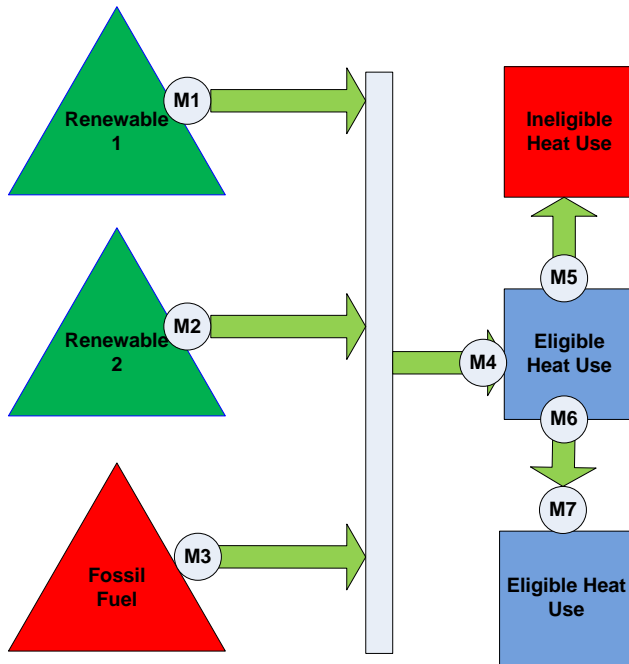 M1
Renewable
1
M2
Renewable
2
M3
Fossil
Fuel
M4
Ineligible
Heat Use
M5
Eligible
Heat Use
M6
M7
Eligible Heat
Use